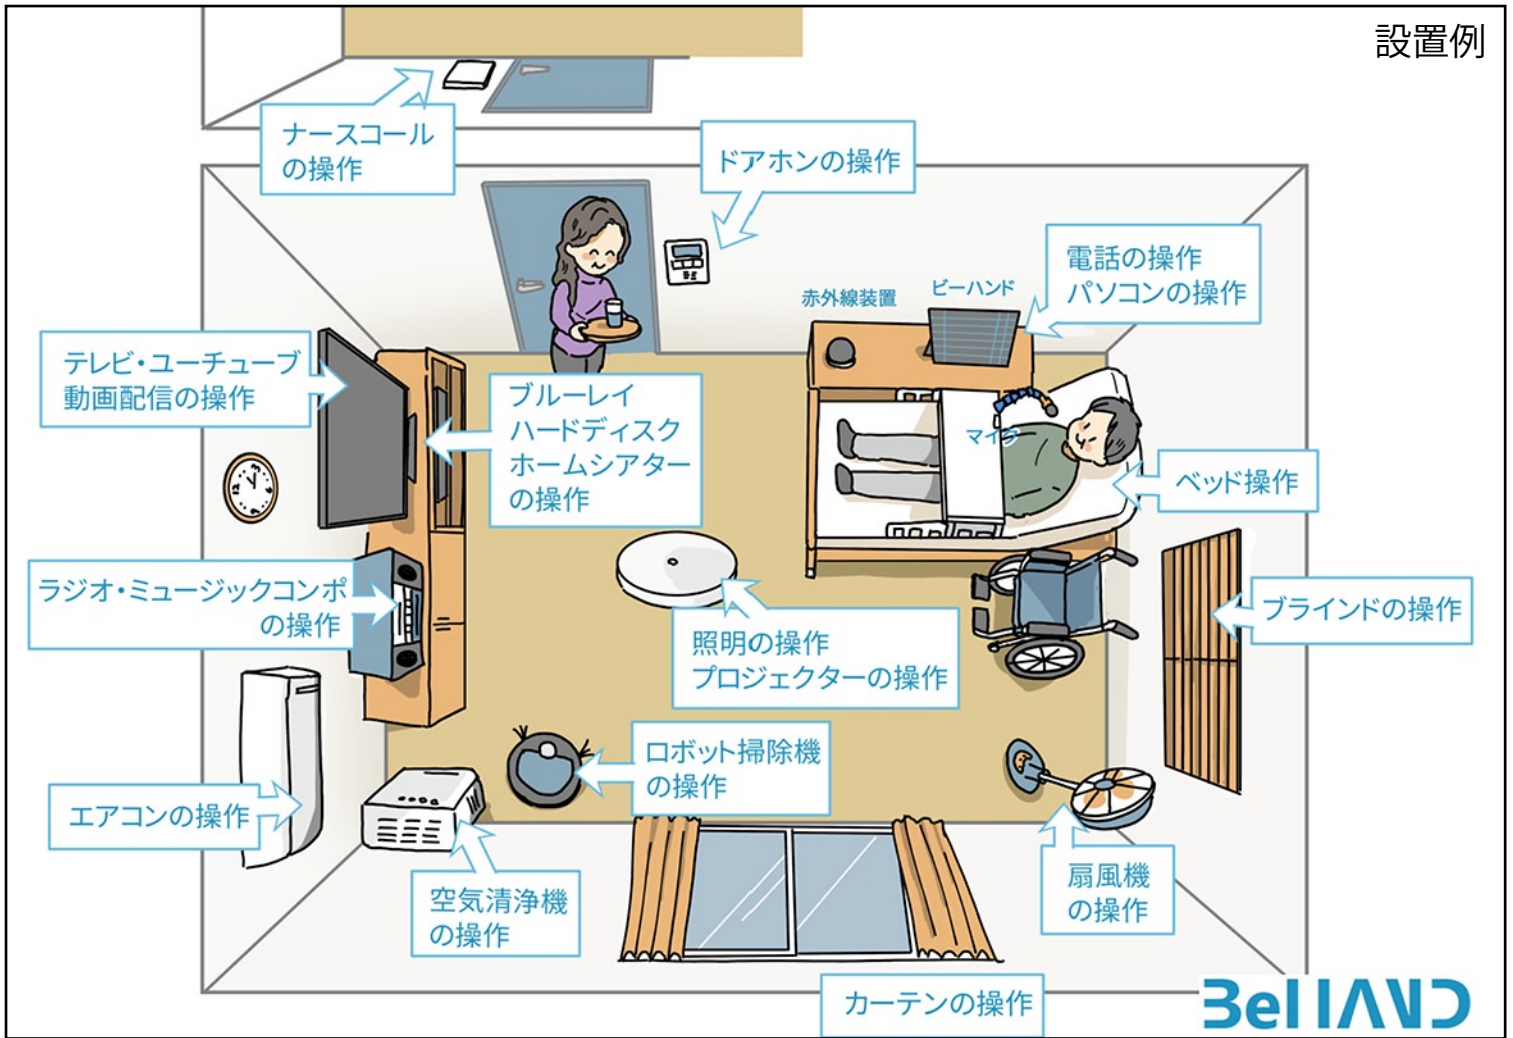 設置例
ナースコール
の操作
ドアホンの操作
電話の操作
パソコンの操作
赤外線装置
ビーハンド
テレビ・ユーチューブ
動画配信の操作
ブルーレイ
ハードディスク
ホームシアター
の操作
マイク
ベッド操作
ラジオ・ミュージックコンポ
の操作
照明の操作
プロジェクターの操作
ブラインドの操作
ロボット掃除機
の操作
エアコンの操作
空気清浄機
の操作
扇風機
の操作
カーテンの操作
BeHAND
12
3
6
9